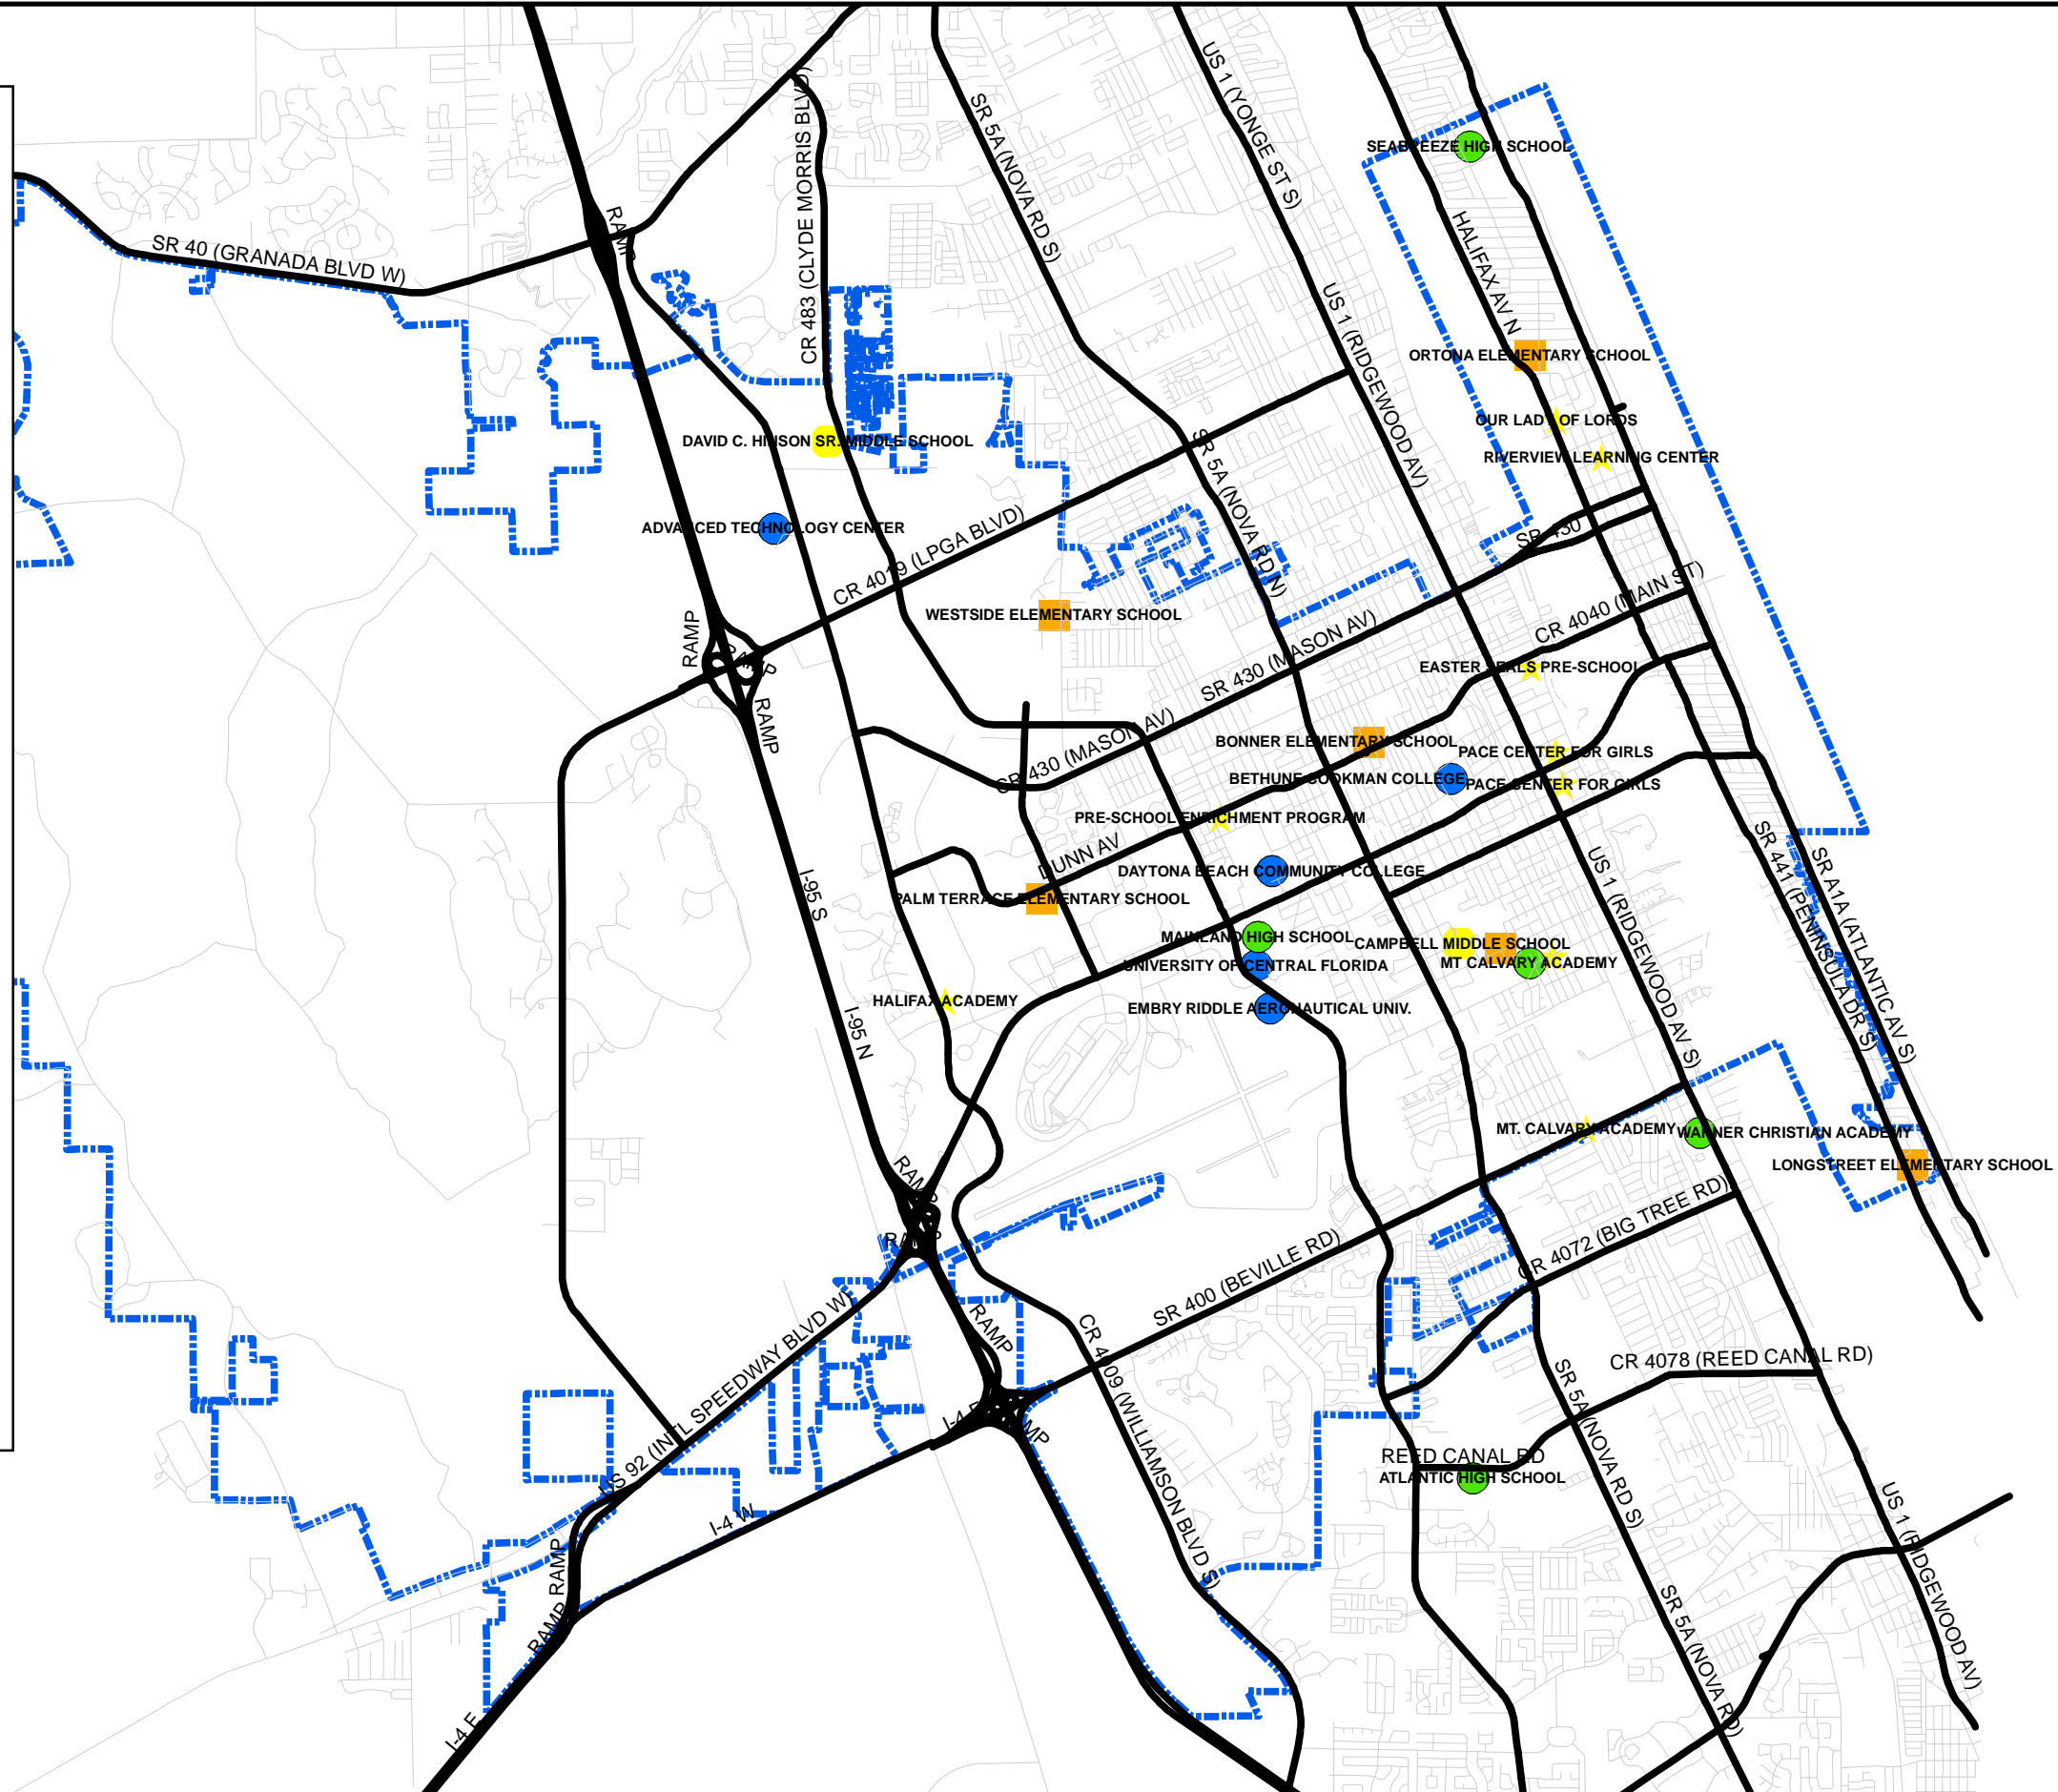 US 1 (YONGE ST S)
CR 483 (CLYDE MORRIS BLVD)
SR 5A (NOVA RD S)
SEABREEZE HIGH SCHOOL
RAMP
SR 40 (GRANADA BLVD W)
HALIFAX AV N
US 1 (RIDGEWOOD AV)
ORTONA ELEMENTARY SCHOOL
OUR LADY OF LORDS
DAVID C. HINSON SR. MIDDLE SCHOOL
RIVERVIEW LEARNING CENTER
SR 5A (NOVA RD N)
ADVANCED TECHNOLOGY CENTER
SR 430
CR 4019 (LPGA BLVD)
CR 4040 (MAIN ST)
WESTSIDE ELEMENTARY SCHOOL
RAMP
RAMP
SR 430 (MASON AV)
EASTER SEALS PRE-SCHOOL
RAMP
CR 430 (MASON AV)
BONNER ELEMENTARY SCHOOL
PACE CENTER FOR GIRLS
BETHUNE COOKMAN COLLEGE
PACE CENTER FOR GIRLS
PRE-SCHOOL ENRICHMENT PROGRAM
DUNN AV
DAYTONA BEACH COMMUNITY COLLEGE
I-95 S
PALM TERRACE ELEMENTARY SCHOOL
US 1 (RIDGEWOOD AV S)
SR 441 (PENINSULA DR S)
SR A1A (ATLANTIC AV S)
MAINLAND HIGH SCHOOL
CAMPBELL MIDDLE SCHOOL
UNIVERSITY OF CENTRAL FLORIDA
MT CALVARY ACADEMY
HALIFAX ACADEMY
EMBRY RIDDLE AERONAUTICAL UNIV.
I-95 N
MT. CALVARY ACADEMY
WARNER CHRISTIAN ACADEMY
LONGSTREET ELEMENTARY SCHOOL
RAMP
RAMP
CR 4072 (BIG TREE RD)
SR 400 (BEVILLE RD)
RAMP
US 92 (INTL SPEEDWAY BLVD W)
CR 4009 (WILLIAMSON BLVD S)
CR 4078 (REED CANAL RD)
I-4 E
RAMP
SR 5A (NOVA RD S)
REED CANAL RD
ATLANTIC HIGH SCHOOL
I-4 W
US 1 (RIDGEWOOD AV)
RAMP
RAMP
SR 5A (NOVA RD)
I-4 E